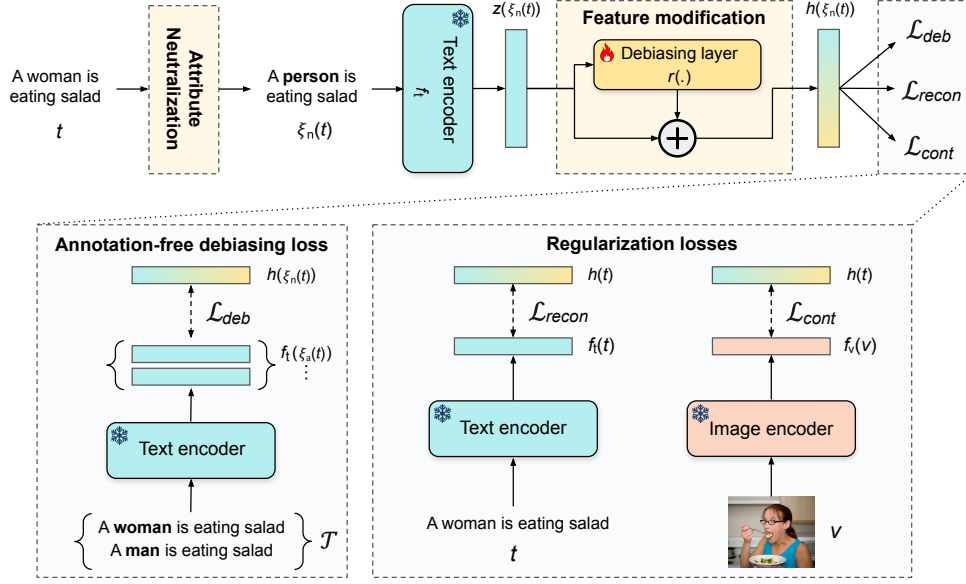 A woman is
eating salad
t
Attribute
Neutralization
A person is
eating salad
ξn(t)
Text encoder
ft
z(ξn(t))
Feature modification
Debiasing layer
r(.)
+
h(ξn(t))
ℒdeb
ℒrecon
ℒcont
Annotation-free debiasing loss
h(ξn(t))
ℒdeb
{ } ft(ξa(t))
⋮
Text encoder
{ A woman is eating salad
A man is eating salad } 𝒯
Regularization losses
h(t)
ℒrecon
ft(t)
Text encoder
A woman is eating salad
t
h(t)
ℒcont
fv(v)
Image encoder
v